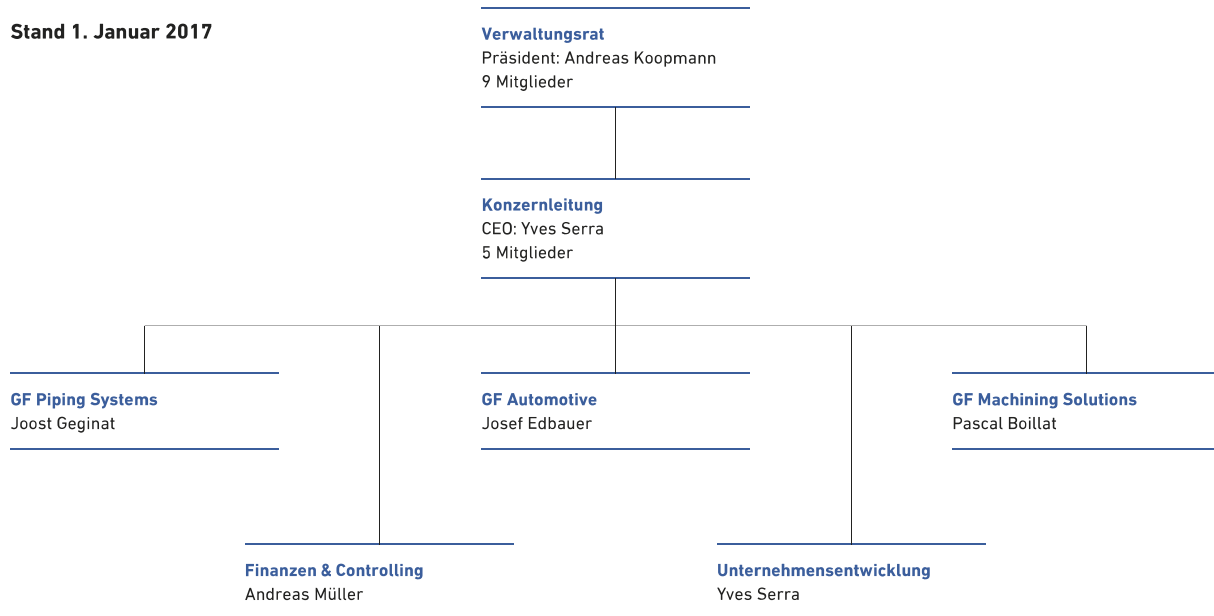 Stand 1. Januar 2017
Verwaltungsrat
Präsident: Andreas Koopmann
9 Mitglieder
Konzernleitung
CEO: Yves Serra
5 Mitglieder
GF Piping Systems
Joost Geginat
GF Automotive
Josef Edbauer
GF Machining Solutions
Pascal Boillat
Finanzen & Controlling
Andreas Müller
Unternehmensentwicklung
Yves Serra